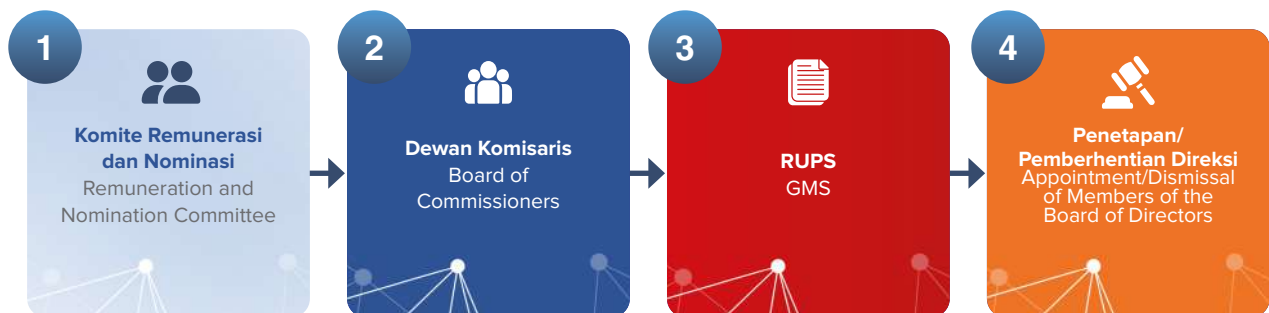 1
Komite Remunerasi
dan Nominasi
Remuneration and
Nomination Committee
2
Dewan Komisaris
Board of
Commissioners
3
RUPS
GMS
4
Penetapan/
Pemberhentian Direksi
Appointment/Dismissal
of Members of the
Board of Directors